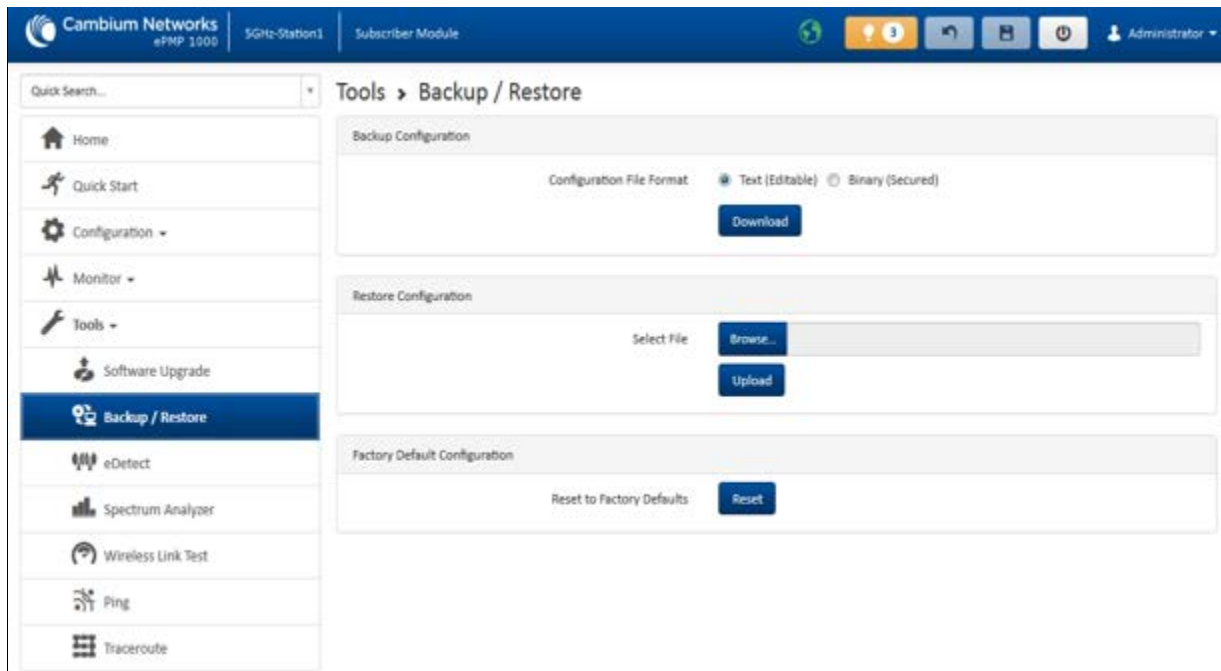 Cambium Networks
ePMP 1000
5GHz-Station1
Subscriber Module
3
Administrator
Quick Search...
Home
Quick Start
Configuration
Monitor
Tools
Software Upgrade
Backup / Restore
eDetect
Spectrum Analyzer
Wireless Link Test
Ping
Traceroute
Tools > Backup / Restore
Backup Configuration
Configuration File Format
Text (Editable)
Binary (Secured)
Download
Restore Configuration
Select File
Browse...
Upload
Factory Default Configuration
Reset to Factory Defaults
Reset